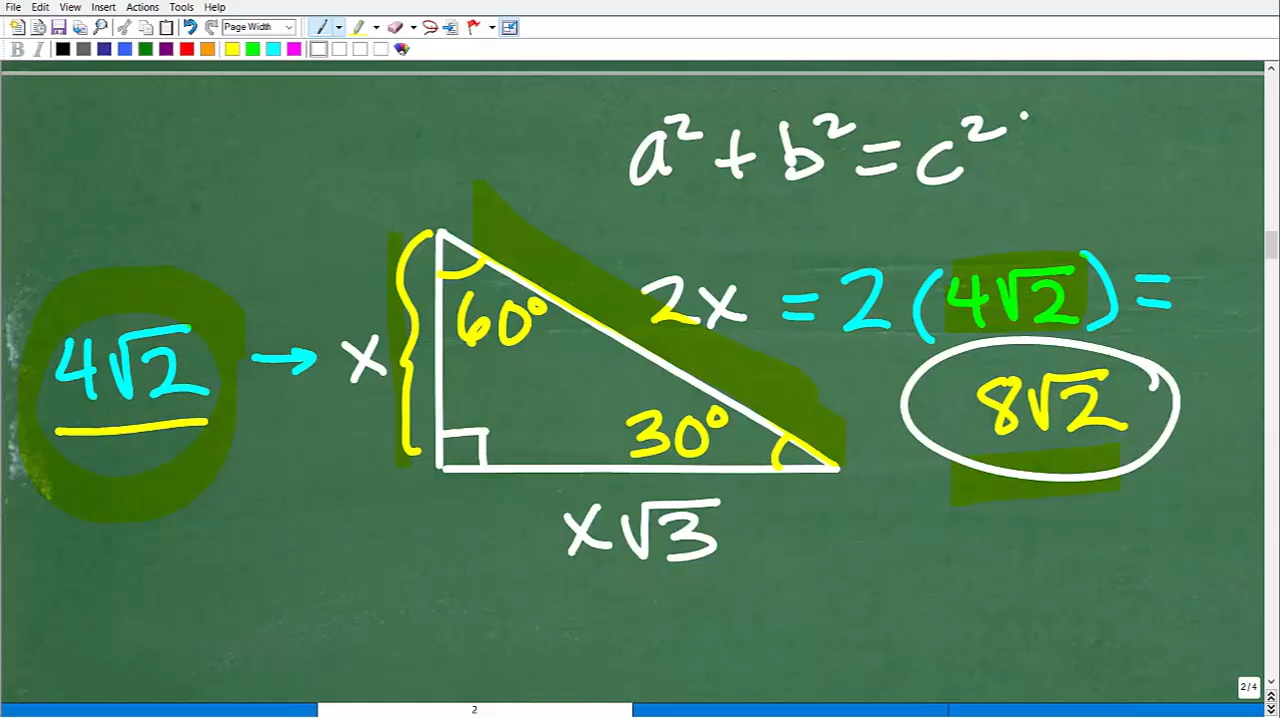 File Edit View Insert Actions Tools Help
Page Width
B I
a² + b² = c²
60°
2x = 2(4√2) =
4√2 → x
8√2
30°
x√3
2/4
2